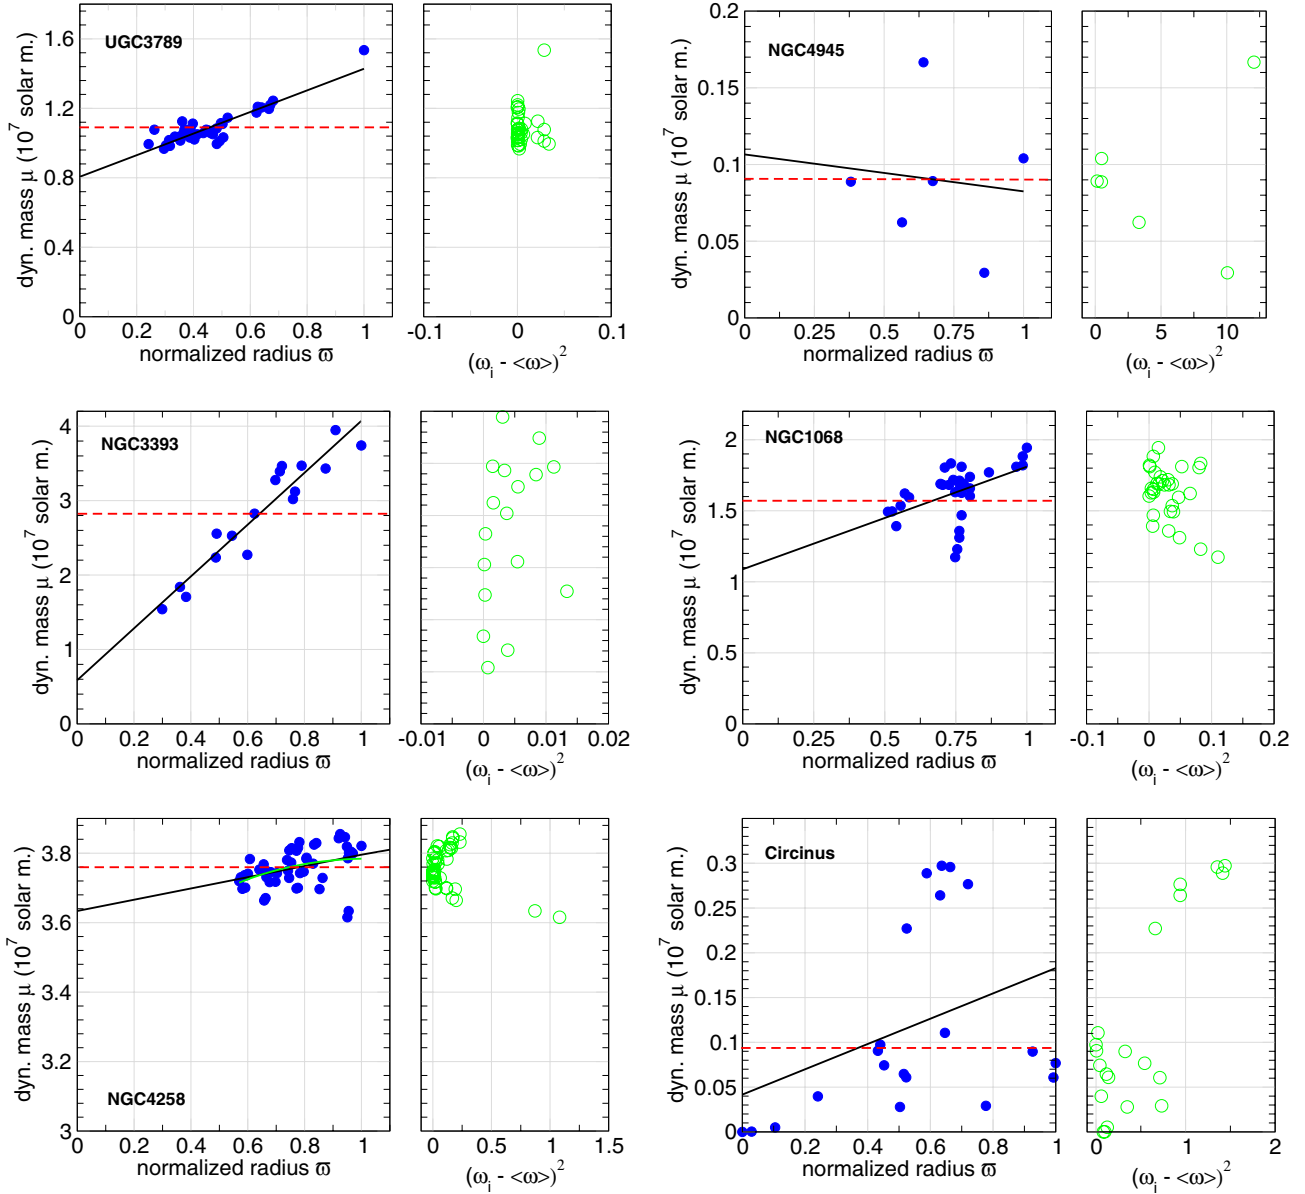 UGC3789
dyn. mass μ (10^7 solar m.)
1.6
1.2
0.8
0.4
0
0 0.2 0.4 0.6 0.8 1
normalized radius ϖ
-0.1 0 0.1
(ω_i - <ω>)^2
NGC4945
dyn. mass μ (10^7 solar m.)
0.2
0.15
0.1
0.05
0
0 0.25 0.5 0.75 1
normalized radius ϖ
0 5 10
(ω_i - <ω>)^2
NGC3393
dyn. mass μ (10^7 solar m.)
4
3
2
1
0
0 0.2 0.4 0.6 0.8 1
normalized radius ϖ
-0.01 0 0.01 0.02
(ω_i - <ω>)^2
NGC1068
dyn. mass μ (10^7 solar m.)
2
1.5
1
0.5
0
0 0.25 0.5 0.75 1
normalized radius ϖ
-0.1 0 0.1 0.2
(ω_i - <ω>)^2
NGC4258
dyn. mass μ (10^7 solar m.)
3.8
3.6
3.4
3.2
3
0 0.2 0.4 0.6 0.8 1
normalized radius ϖ
0 0.5 1 1.5
(ω_i - <ω>)^2
Circinus
dyn. mass μ (10^7 solar m.)
0.3
0.25
0.2
0.15
0.1
0.05
0
0 0.2 0.4 0.6 0.8 1
normalized radius ϖ
0 1 2
(ω_i - <ω>)^2